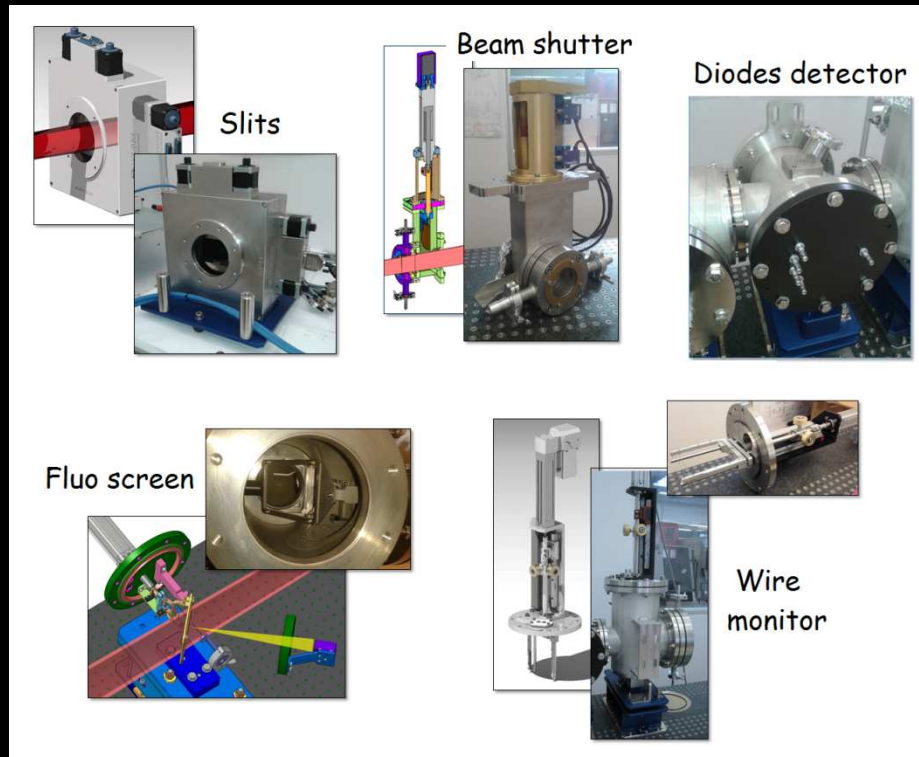 Beam shutter
Diodes detector
Slits
Fluo screen
Wire
monitor